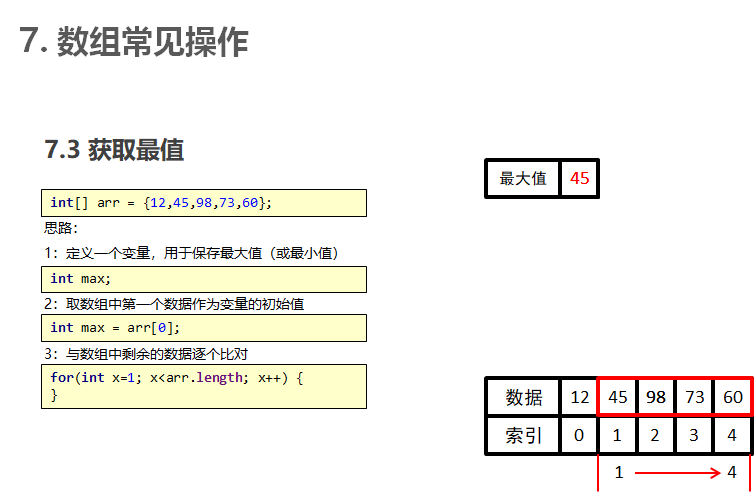 7. 数组常见操作
7.3 获取最值
int[] arr = {12,45,98,73,60};
思路：
1：定义一个变量，用于保存最大值（或最小值）
int max;
2：取数组中第一个数据作为变量的初始值
int max = arr[0];
3：与数组中剩余的数据逐个比对
for(int x=1; x<arr.length; x++) {
}
最大值 45
数据 12 45 98 73 60
索引 0 1 2 3 4
1 4